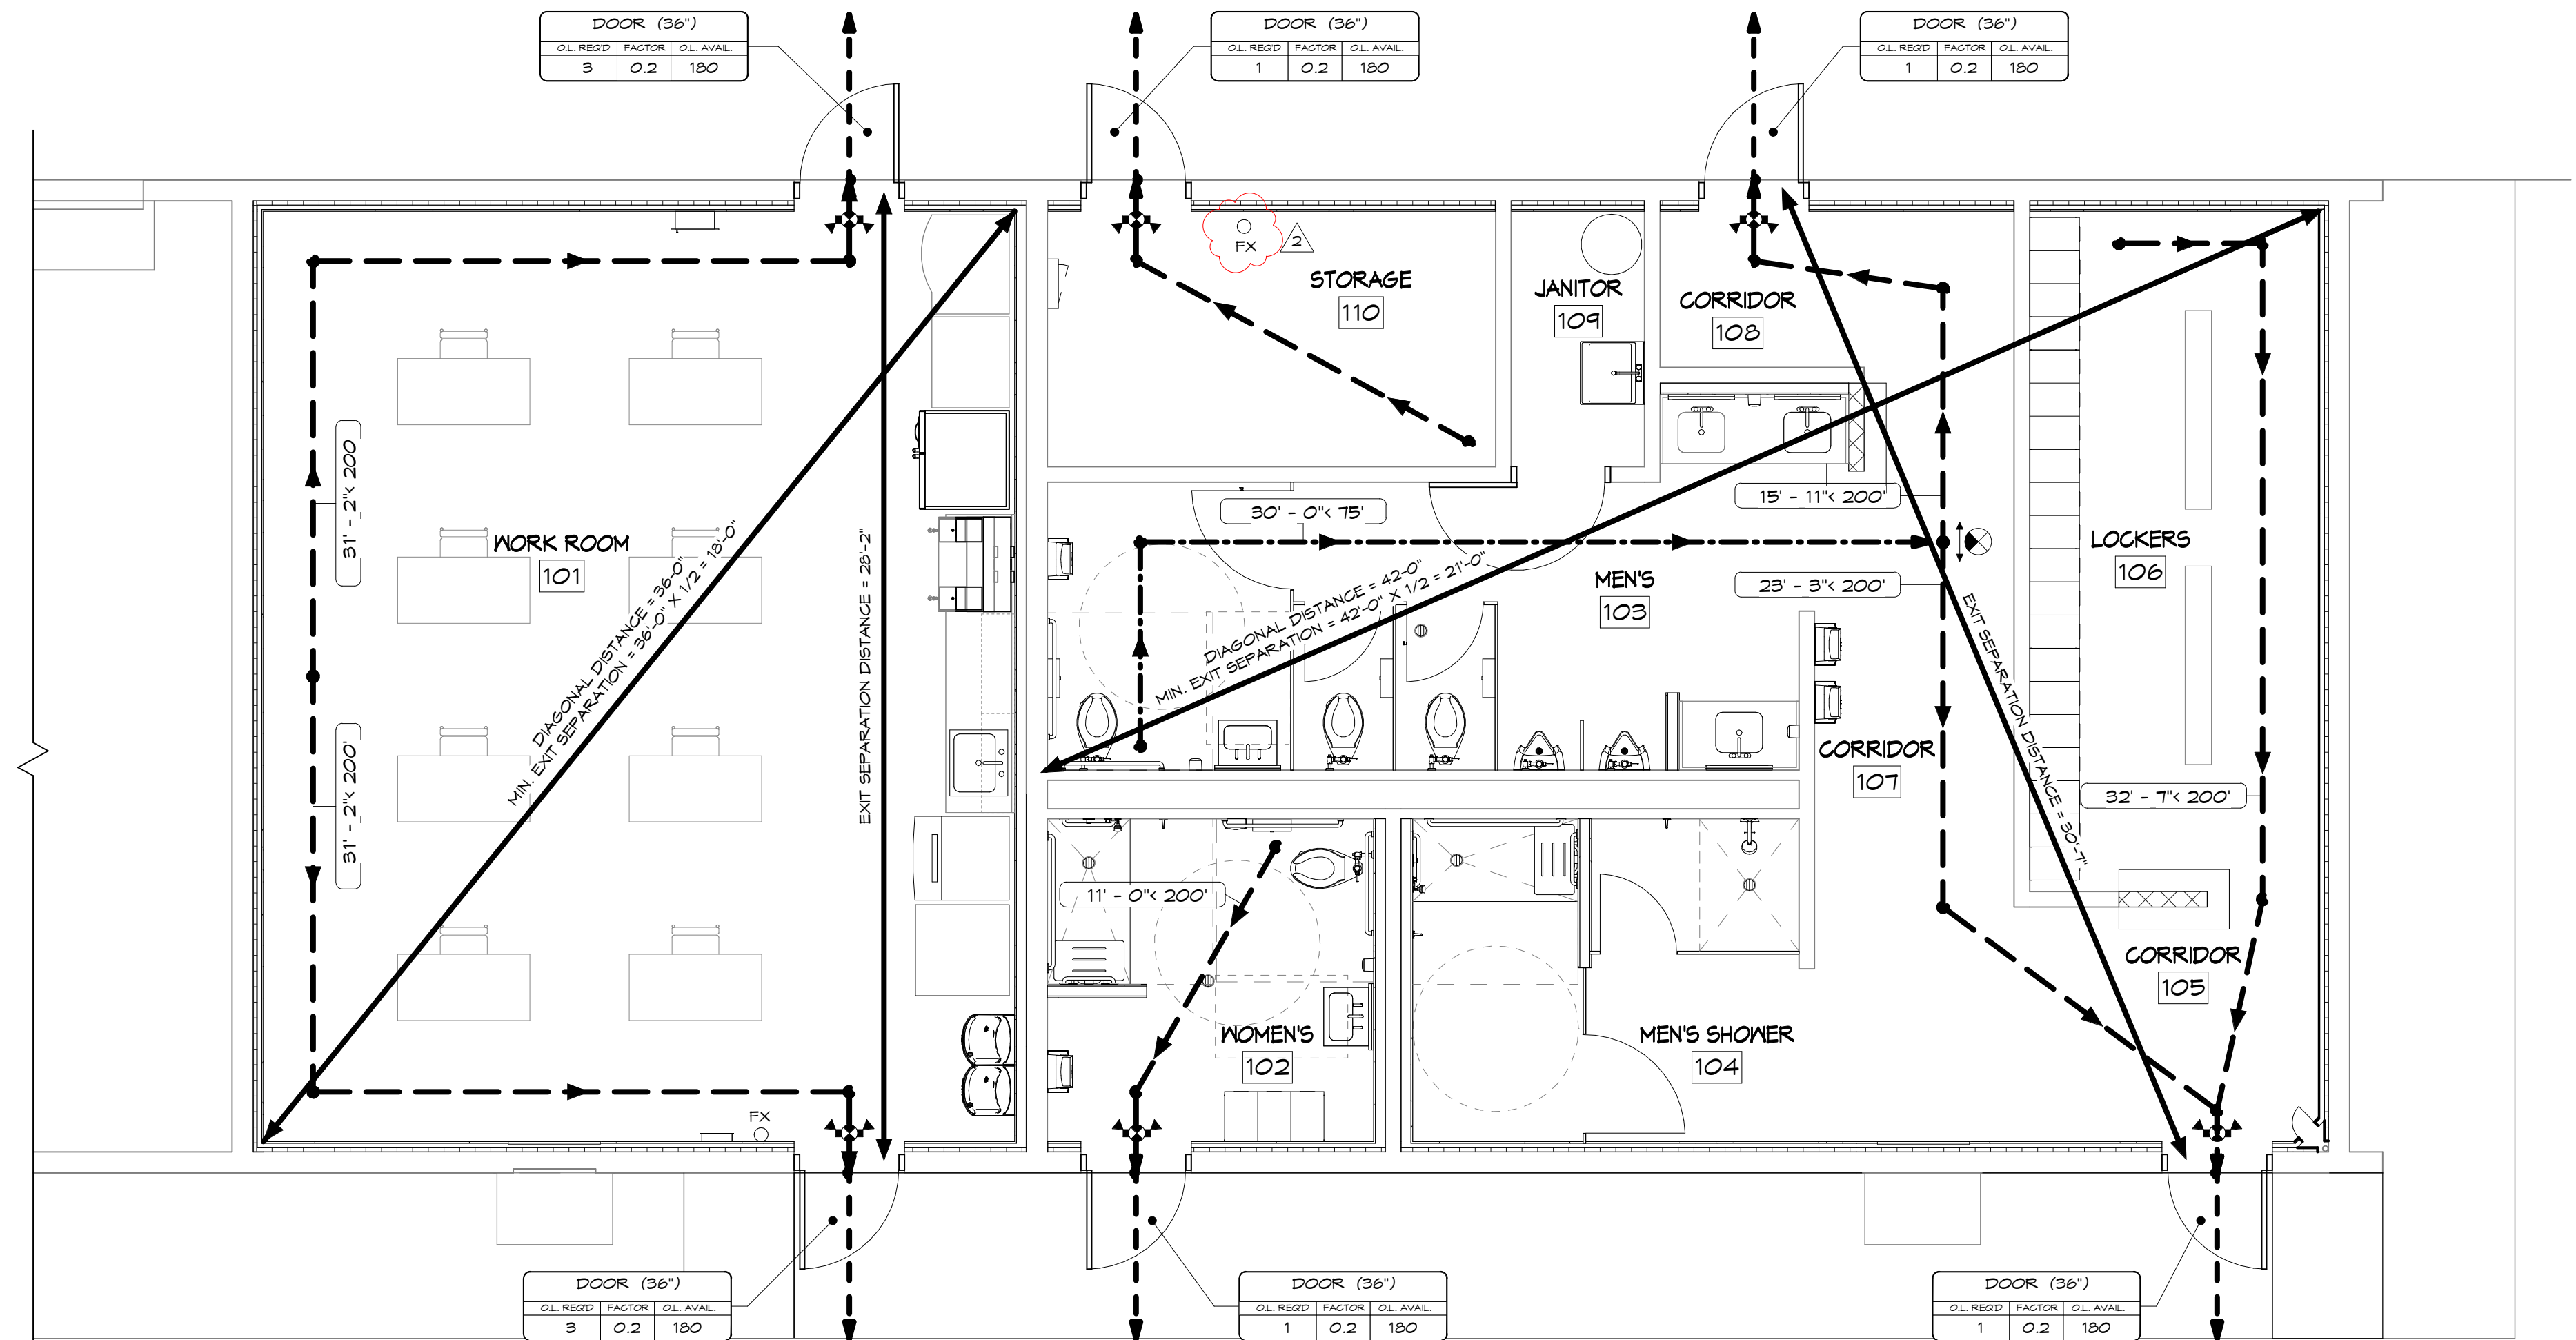 DOOR (36")
O.L. REQ'D FACTOR O.L. AVAIL.
3 0.2 180
DOOR (36")
O.L. REQ'D FACTOR O.L. AVAIL.
1 0.2 180
DOOR (36")
O.L. REQ'D FACTOR O.L. AVAIL.
1 0.2 180
FX
2
STORAGE
110
JANITOR
109
CORRIDOR
108
31' - 2"< 200
WORK ROOM
101
DIAGONAL DISTANCE = 36'-0"
MIN. EXIT SEPARATION = 36'-0" X 1/2 = 18'-0"
EXIT SEPARATION DISTANCE = 28'-2"
30' - 0"< 75'
15' - 11"< 200'
LOCKERS
106
MEN'S
103
23' - 3"< 200'
DIAGONAL DISTANCE = 42'-0"
MIN. EXIT SEPARATION = 42'-0" X 1/2 = 21'-0"
EXIT SEPARATION DISTANCE = 30'-7"
31' - 2"< 200'
CORRIDOR
107
32' - 7"< 200'
11' - 0"< 200'
CORRIDOR
105
WOMEN'S
102
MEN'S SHOWER
104
FX
DOOR (36")
O.L. REQ'D FACTOR O.L. AVAIL.
3 0.2 180
DOOR (36")
O.L. REQ'D FACTOR O.L. AVAIL.
1 0.2 180
DOOR (36")
O.L. REQ'D FACTOR O.L. AVAIL.
1 0.2 180